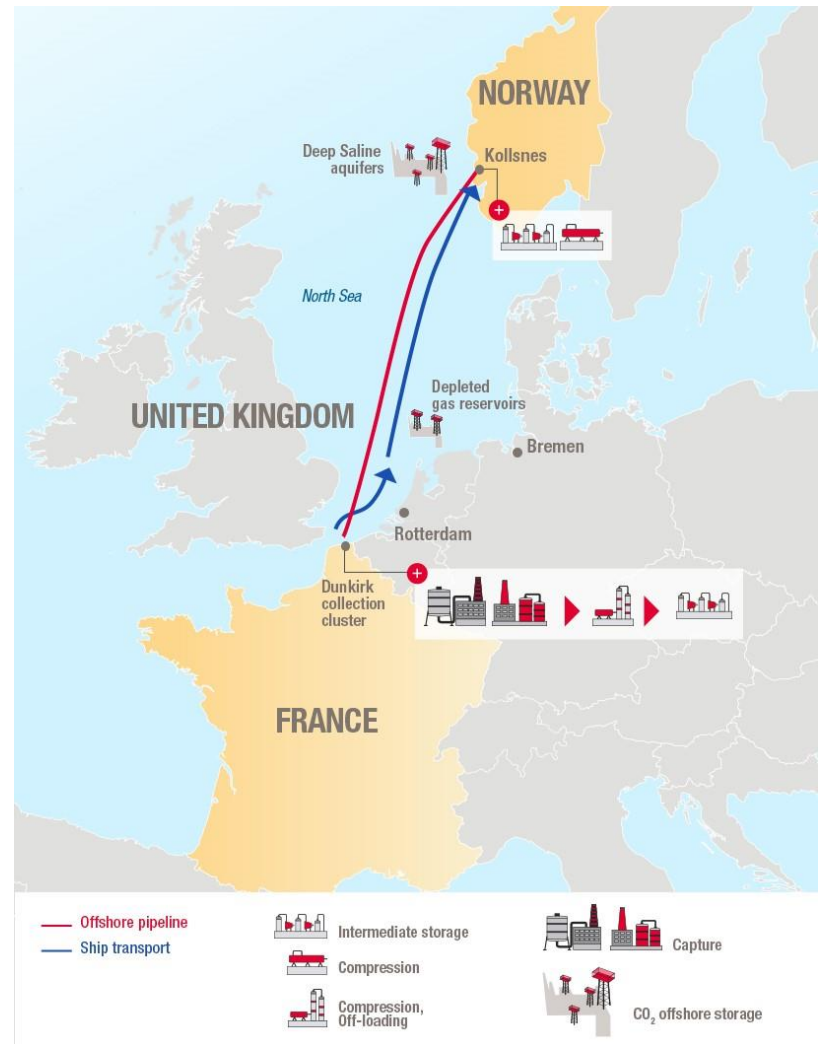 NORWAY
Deep Saline
aquifers
Kollsnes
+
North Sea
Depleted
gas reservoirs
UNITED KINGDOM
Bremen
Rotterdam
+
Dunkirk
collection
cluster
FRANCE
Offshore pipeline
Ship transport
Intermediate storage
Compression
Compression,
Off-loading
Capture
CO₂ offshore storage